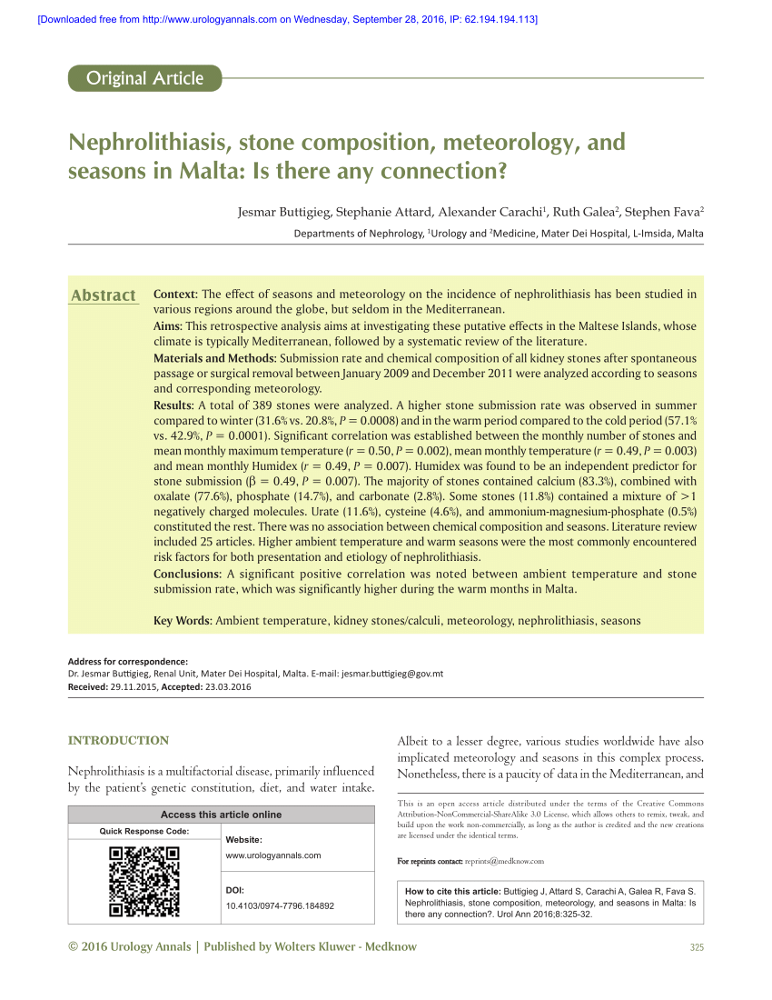 [Downloaded free from http://www.urologyannals.com on Wednesday, September 28, 2016, IP: 62.194.194.113]
Original Article
Nephrolithiasis, stone composition, meteorology, and
seasons in Malta: Is there any connection?
Jesmar Buttigieg, Stephanie Attard, Alexander Carachi1, Ruth Galea2, Stephen Fava2
Departments of Nephrology, 1Urology and 2Medicine, Mater Dei Hospital, L-Imsida, Malta
Abstract
Context: The effect of seasons and meteorology on the incidence of nephrolithiasis has been studied in
various regions around the globe, but seldom in the Mediterranean.
Aims: This retrospective analysis aims at investigating these putative effects in the Maltese Islands, whose
climate is typically Mediterranean, followed by a systematic review of the literature.
Materials and Methods: Submission rate and chemical composition of all kidney stones after spontaneous
passage or surgical removal between January 2009 and December 2011 were analyzed according to seasons
and corresponding meteorology.
Results: A total of 389 stones were analyzed. A higher stone submission rate was observed in summer
compared to winter (31.6% vs. 20.8%, P = 0.0008) and in the warm period compared to the cold period (57.1%
vs. 42.9%, P = 0.0001). Significant correlation was established between the monthly number of stones and
mean monthly maximum temperature (r = 0.50, P = 0.002), mean monthly temperature (r = 0.49, P = 0.003)
and mean monthly Humidex (r = 0.49, P = 0.007). Humidex was found to be an independent predictor for
stone submission (β = 0.49, P = 0.007). The majority of stones contained calcium (83.3%), combined with
oxalate (77.6%), phosphate (14.7%), and carbonate (2.8%). Some stones (11.8%) contained a mixture of >1
negatively charged molecules. Urate (11.6%), cysteine (4.6%), and ammonium-magnesium-phosphate (0.5%)
constituted the rest. There was no association between chemical composition and seasons. Literature review
included 25 articles. Higher ambient temperature and warm seasons were the most commonly encountered
risk factors for both presentation and etiology of nephrolithiasis.
Conclusions: A significant positive correlation was noted between ambient temperature and stone
submission rate, which was significantly higher during the warm months in Malta.
Key Words: Ambient temperature, kidney stones/calculi, meteorology, nephrolithiasis, seasons
Address for correspondence:
Dr. Jesmar Buttigieg, Renal Unit, Mater Dei Hospital, Malta. E-mail: jesmar.buttigieg@gov.mt
Received: 29.11.2015, Accepted: 23.03.2016
INTRODUCTION
Nephrolithiasis is a multifactorial disease, primarily influenced
by the patient's genetic constitution, diet, and water intake.
Access this article online
Quick Response Code:
Website:
www.urologyannals.com
DOI:
10.4103/0974-7796.184892
Albeit to a lesser degree, various studies worldwide have also
implicated meteorology and seasons in this complex process.
Nonetheless, there is a paucity of data in the Mediterranean, and
This is an open access article distributed under the terms of the Creative Commons
Attribution-NonCommercial-ShareAlike 3.0 License, which allows others to remix, tweak, and
build upon the work non-commercially, as long as the author is credited and the new creations
are licensed under the identical terms.
For reprints contact: reprints@medknow.com
How to cite this article: Buttigieg J, Attard S, Carachi A, Galea R, Fava S.
Nephrolithiasis, stone composition, meteorology, and seasons in Malta: Is
there any connection?. Urol Ann 2016;8:325-32.
© 2016 Urology Annals | Published by Wolters Kluwer - Medknow
325